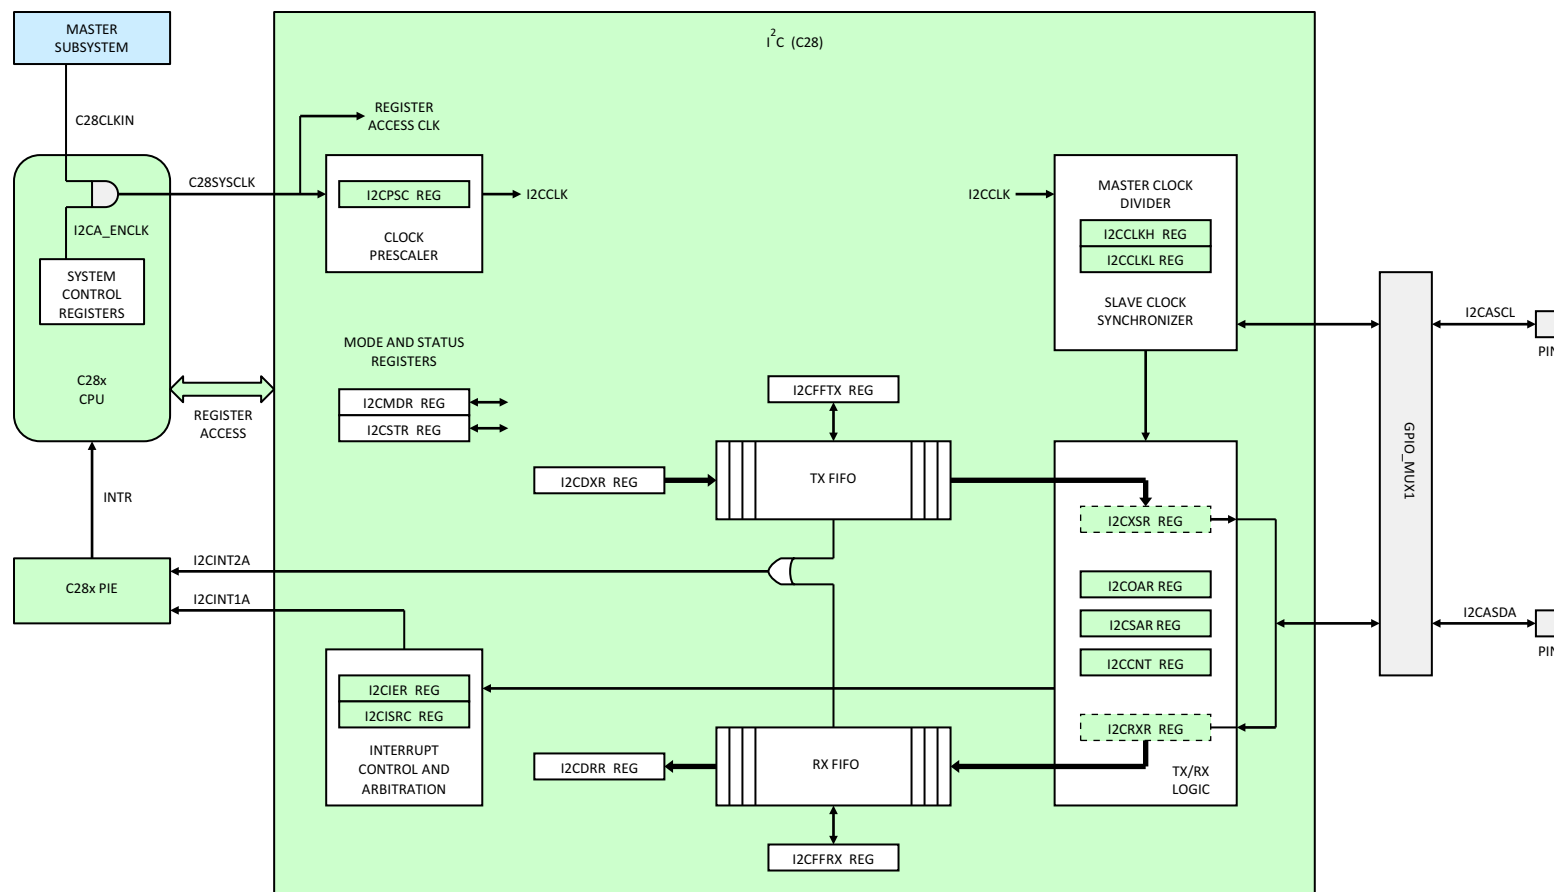 MASTER
SUBSYSTEM
I2C (C28)
C28CLKIN
REGISTER
ACCESS CLK
C28SYSCLK
I2CA_ENCLK
SYSTEM
CONTROL
REGISTERS
C28x
CPU
I2CPSC REG
CLOCK
PRESCALER
I2CCLK
I2CCLK
MASTER CLOCK
DIVIDER
I2CCLKH REG
I2CCLKL REG
SLAVE CLOCK
SYNCHRONIZER
MODE AND STATUS
REGISTERS
I2CMDR REG
I2CSTR REG
REGISTER
ACCESS
I2CFFTX REG
I2CDXR REG
TX FIFO
I2CXSR REG
I2COAR REG
I2CSAR REG
I2CCNT REG
I2CRXR REG
TX/RX
LOGIC
GPIO_MUX1
I2CASCL
PIN
I2CASDA
PIN
INTR
C28x PIE
I2CINT2A
I2CINT1A
I2CIER REG
I2CISRC REG
INTERRUPT
CONTROL AND
ARBITRATION
I2CDRR REG
RX FIFO
I2CFFRX REG